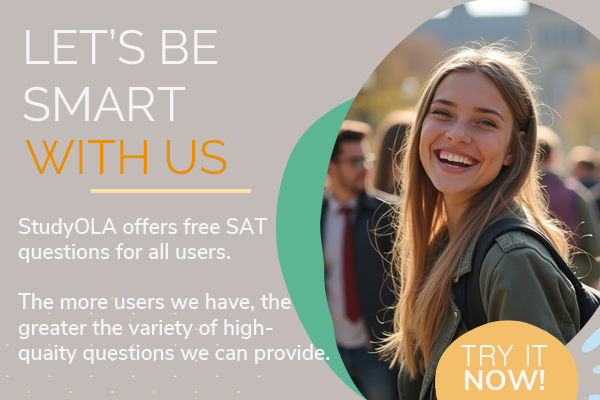 LET'S BE
SMART
WITH US
StudyOLA offers free SAT
questions for all users.
The more users we have, the
greater the variety of high-
quaity questions we can provide.
TRY IT
NOW!